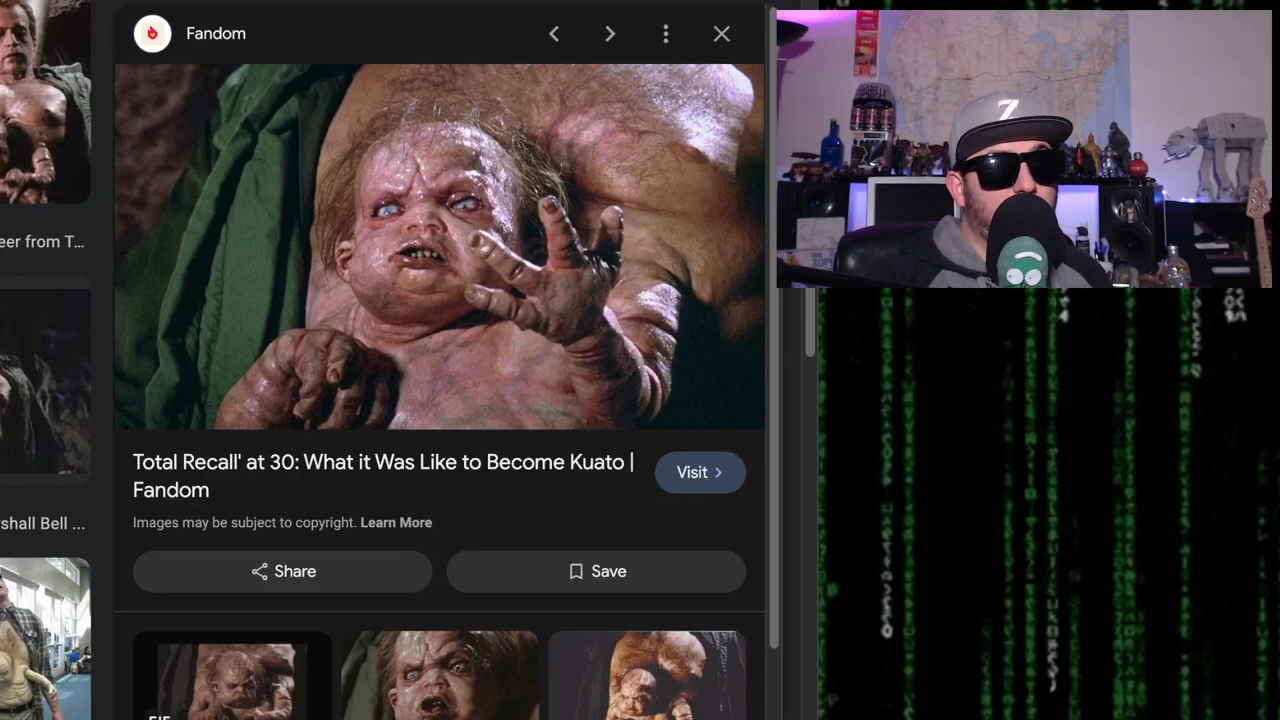 Fandom
eer from T...
Total Recall' at 30: What it Was Like to Become Kuato |
Fandom
Visit
Images may be subject to copyright. Learn More
shall Bell ...
Share
Save
GIF
Z